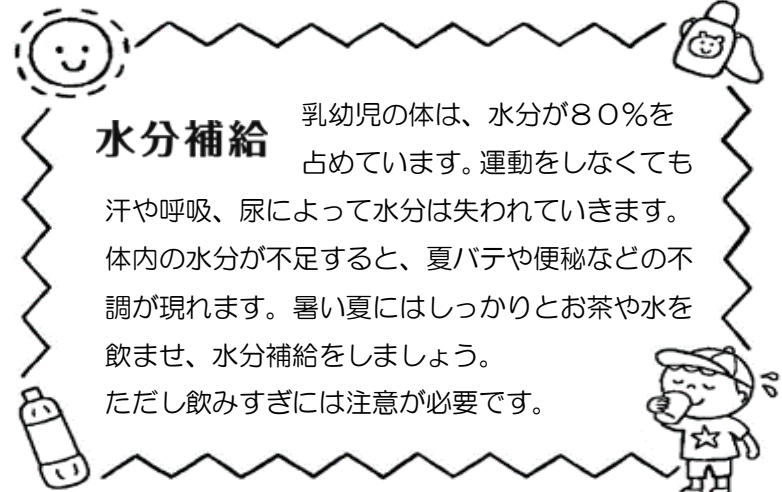 水分補給
乳幼児の体は、水分が80%を
占めています。運動をしなくても
汗や呼吸、尿によって水分は失われていきます。
体内の水分が不足すると、夏バテや便秘などの不
調が現れます。暑い夏にはしっかりとお茶や水を
飲ませ、水分補給をしましょう。
ただし飲みすぎには注意が必要です。